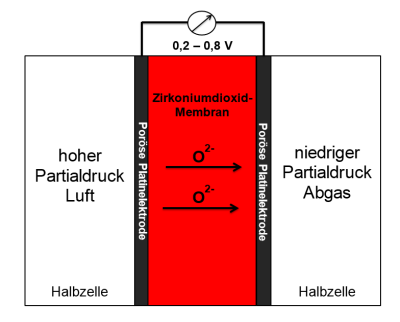 0,2 – 0,8 V
hoher
Partialdruck
Luft
Halbzelle
Poröse Platinelektrode
Zirkoniumdioxid-
Membran
O²⁻
O²⁻
Poröse Platinelektrode
niedriger
Partialdruck
Abgas
Halbzelle